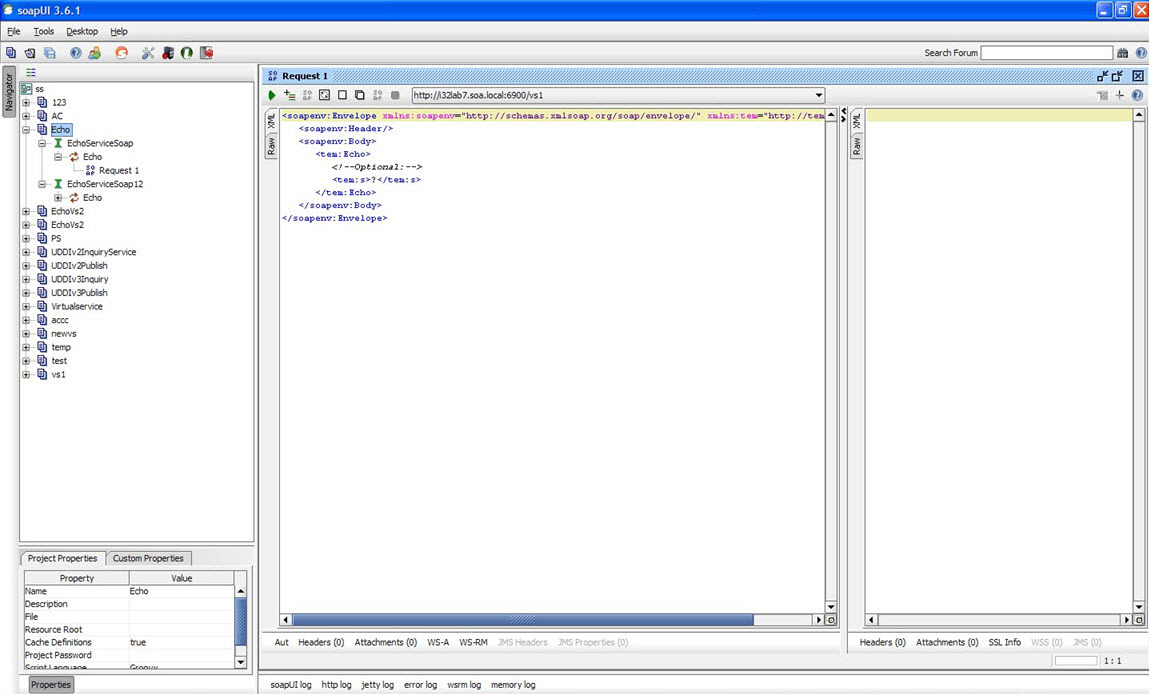 soapUI 3.6.1
File Tools Desktop Help
Search Forum
Navigator
ss
123
AC
Echo
EchoServiceSoap
Echo
Request 1
EchoServiceSoap12
Echo
EchoVs2
EchoVs2
PS
UDDIv2InquiryService
UDDIv2Publish
UDDIv3Inquiry
UDDIv3Publish
Virtualservice
accc
newvs
temp
test
vs1
Project Properties Custom Properties
Property Value
Name Echo
Description
File
Resource Root
Cache Definitions true
Project Password
Script Language Groovy
Properties
Request 1
http://i32lab7.soa.local:6900/vs1
XML
Raw
<soapenv:Envelope xmlns:soapenv="http://schemas.xmlsoap.org/soap/envelope/" xmlns:tem="http://tem
<soapenv:Header/>
<soapenv:Body>
<tem:Echo>
<!--Optional:-->
<tem:s>?</tem:s>
</tem:Echo>
</soapenv:Body>
</soapenv:Envelope>
Aut Headers (0) Attachments (0) WS-A WS-RM JMS Headers JMS Properties (0)
XML
Raw
Headers (0) Attachments (0) SSL Info WSS (0) JMS (0)
1 : 1
soapUI log http log jetty log error log wsrm log memory log